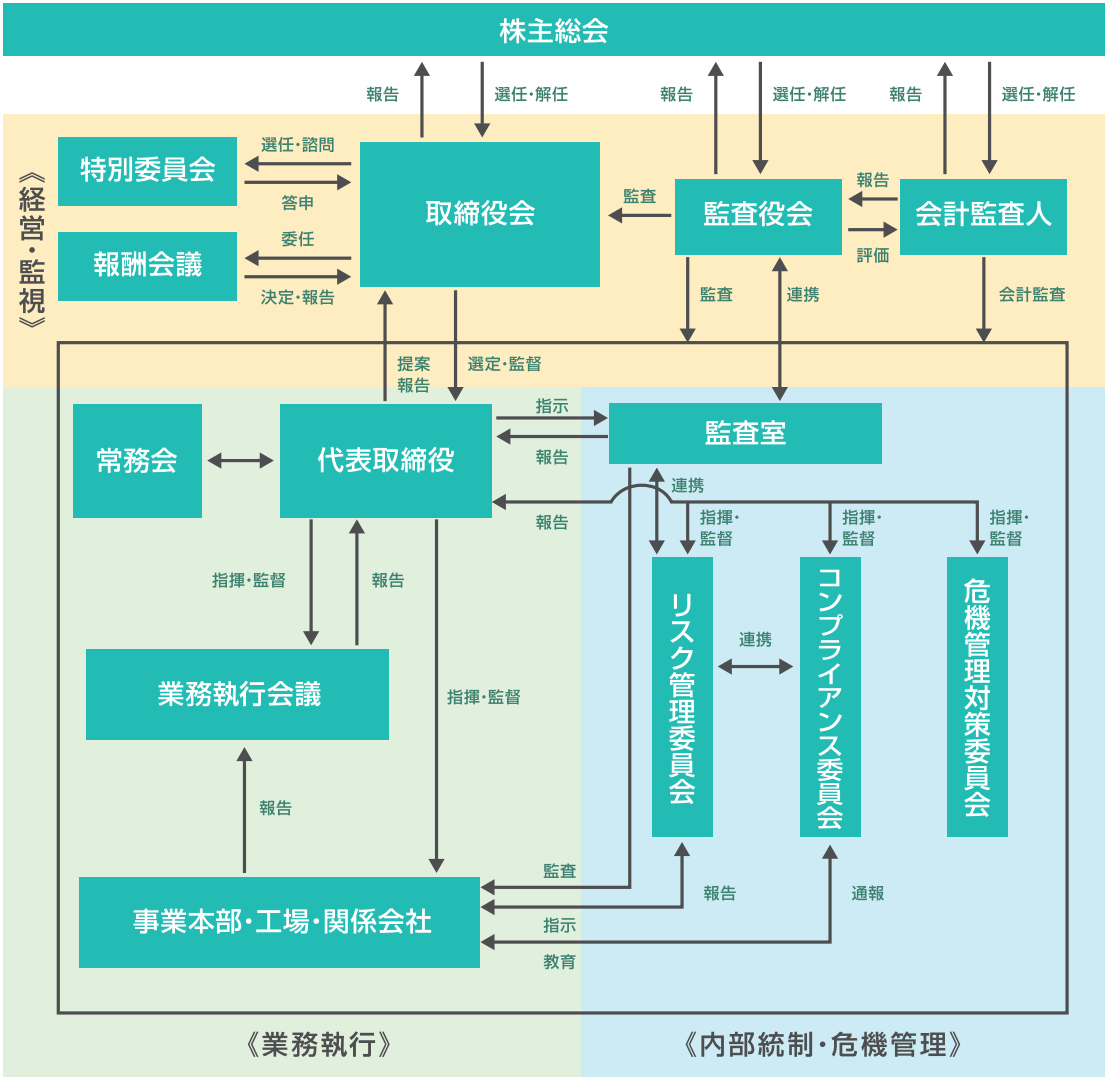 株主総会
報告
選任・解任
報告
選任・解任
報告
選任・解任
《経営・監視》
特別委員会
選任・諮問
答申
報酬会議
委任
決定・報告
取締役会
監査
監査役会
報告
評価
会計監査人
監査
連携
会計監査
提案
報告
選定・監督
常務会
代表取締役
指示
報告
監査室
報告
連携
指揮・
監督
指揮・
監督
指揮・
監督
指揮・監督
報告
リスク管理委員会
連携
コンプライアンス委員会
危機管理対策委員会
業務執行会議
指揮・監督
報告
監査
報告
通報
事業本部・工場・関係会社
指示
教育
《業務執行》
《内部統制・危機管理》